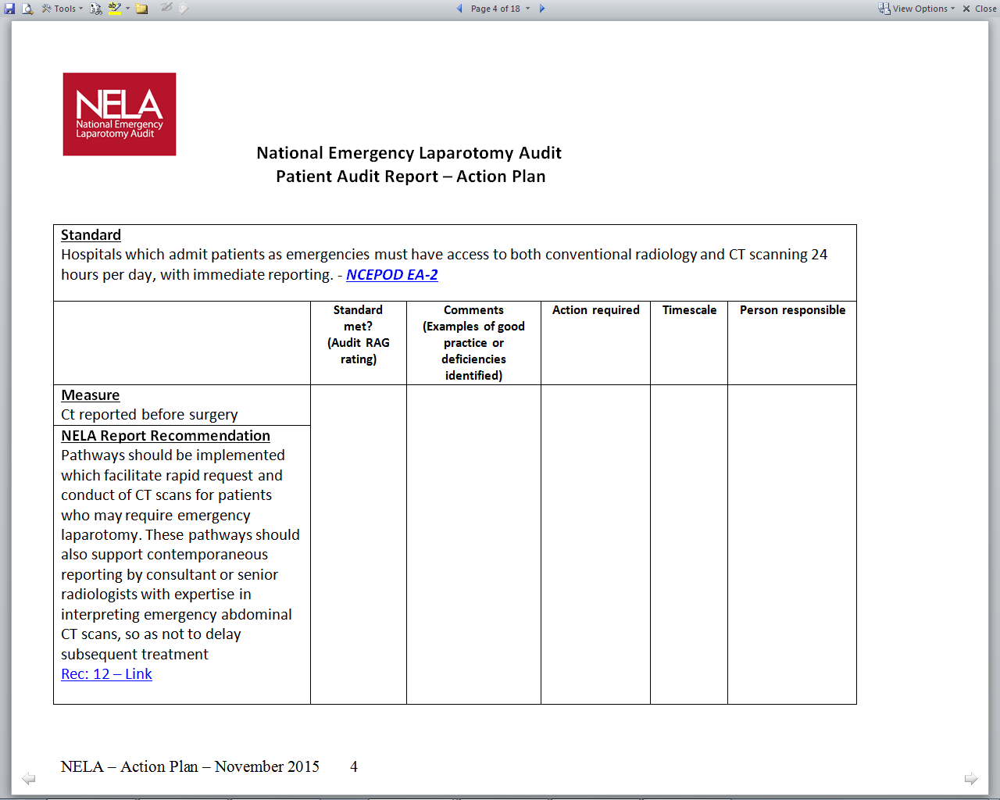 Tools
Page 4 of 18
View Options
Close
NELA
National Emergency
Laparotomy Audit
National Emergency Laparotomy Audit
Patient Audit Report – Action Plan
Standard
Hospitals which admit patients as emergencies must have access to both conventional radiology and CT scanning 24
hours per day, with immediate reporting. - NCEPOD EA-2
Standard
met?
(Audit RAG
rating)
Comments
(Examples of good
practice or
deficiencies
identified)
Action required
Timescale
Person responsible
Measure
Ct reported before surgery
NELA Report Recommendation
Pathways should be implemented
which facilitate rapid request and
conduct of CT scans for patients
who may require emergency
laparotomy. These pathways should
also support contemporaneous
reporting by consultant or senior
radiologists with expertise in
interpreting emergency abdominal
CT scans, so as not to delay
subsequent treatment
Rec: 12 – Link
NELA – Action Plan – November 2015 4